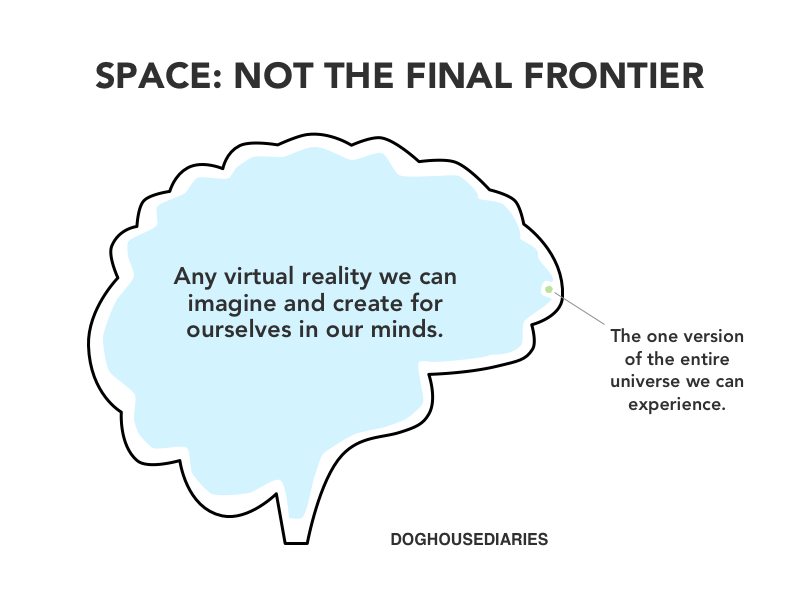 SPACE: NOT THE FINAL FRONTIER
Any virtual reality we can
imagine and create for
ourselves in our minds.
The one version
of the entire
universe we can
experience.
DOGHOUSEDIARIES